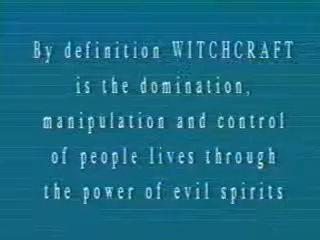 By definition WITCHCRAFT
is the domination,
manipulation and control
of people lives through
the power of evil spirits